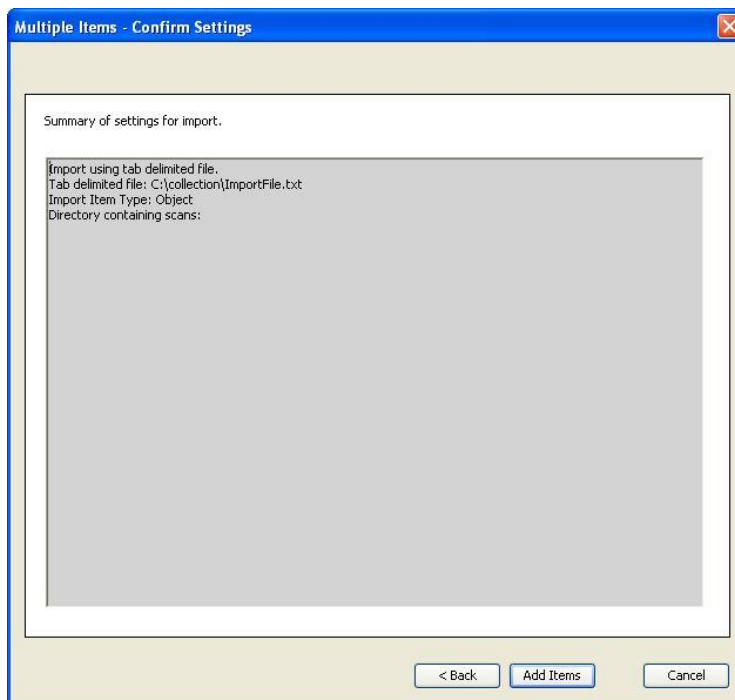 Multiple Items - Confirm Settings
Summary of settings for import.
Import using tab delimited file.
Tab delimited file: C:\collection\ImportFile.txt
Import Item Type: Object
Directory containing scans:
< Back Add Items Cancel